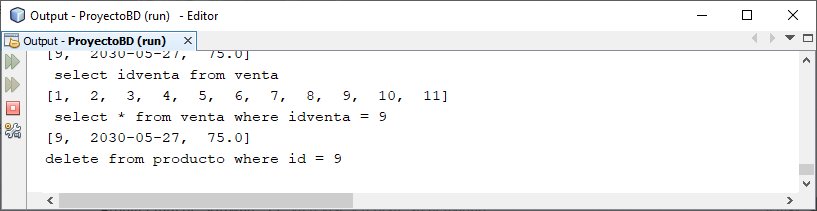 Output - ProyectoBD (run) - Editor
Output - ProyectoBD (run) ×
[9, 2030-05-27, 75.0]
select idventa from venta
[1, 2, 3, 4, 5, 6, 7, 8, 9, 10, 11]
select * from venta where idventa = 9
[9, 2030-05-27, 75.0]
delete from producto where id = 9